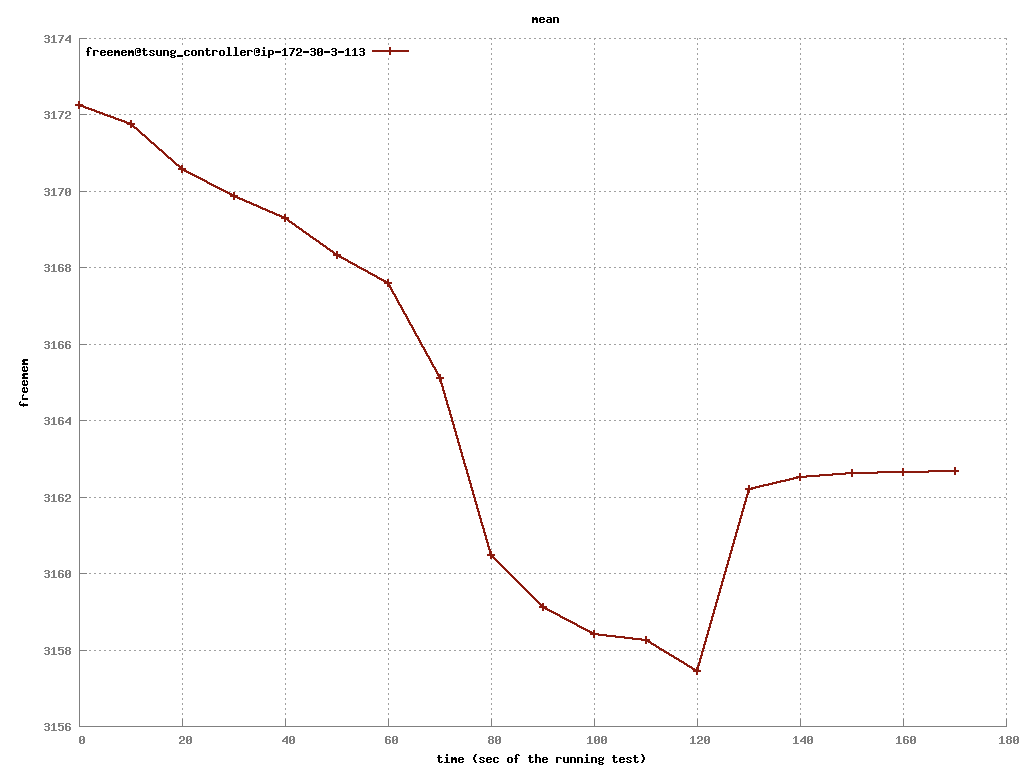 mean
freemem@tsung_controller@ip-172-30-3-113
3174
3172
3170
3168
3166
3164
3162
3160
3158
3156
freemem
0 20 40 60 80 100 120 140 160 180
time (sec of the running test)